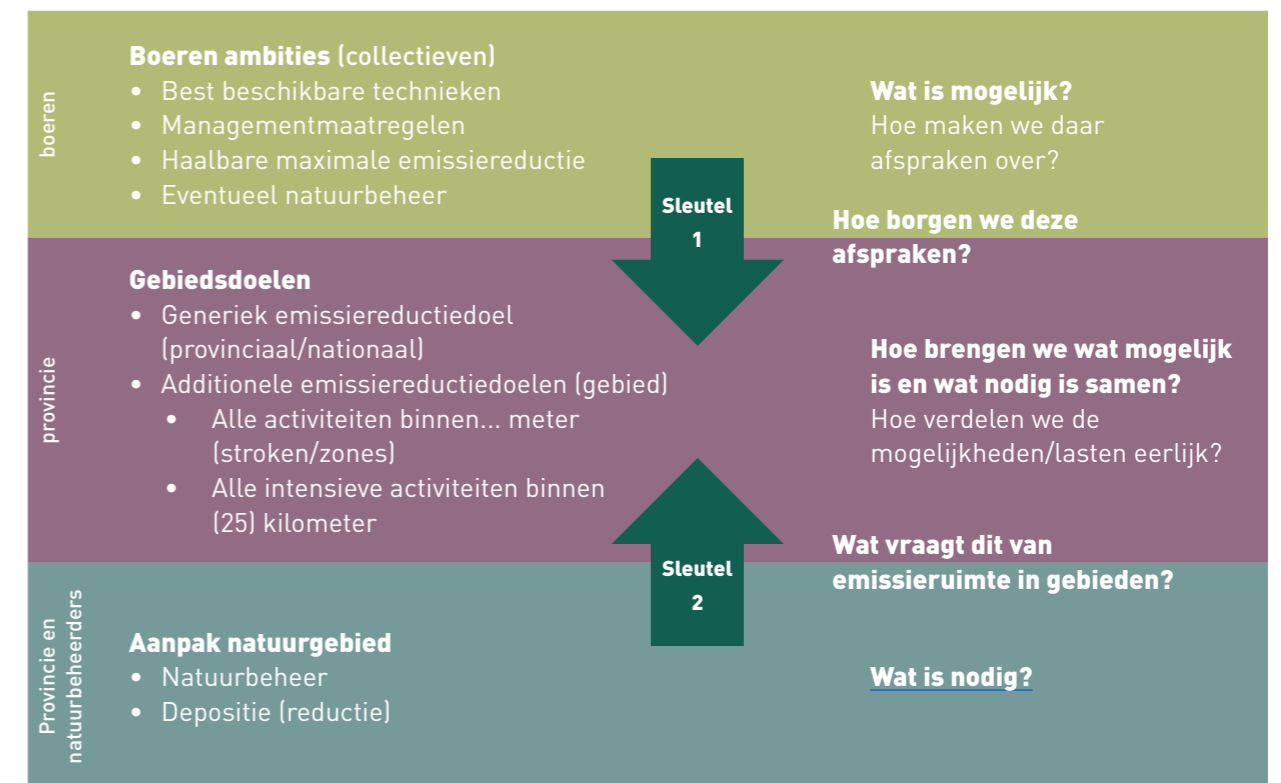 boeren
Boeren ambities (collectieven)
• Best beschikbare technieken
• Managementmaatregelen
• Haalbare maximale emissiereductie
• Eventueel natuurbeheer
Wat is mogelijk?
Hoe maken we daar
afspraken over?
Sleutel
1
Hoe borgen we deze
afspraken?
provincie
Gebiedsdoelen
• Generiek emissiereductiedoel
(provinciaal/nationaal)
• Additionele emissiereductiedoelen (gebied)
• Alle activiteiten binnen... meter
(stroken/zones)
• Alle intensieve activiteiten binnen
(25) kilometer
Hoe brengen we wat mogelijk
is en wat nodig is samen?
Hoe verdelen we de
mogelijkheden/lasten eerlijk?
Sleutel
2
Wat vraagt dit van
emissieruimte in gebieden?
Provincie en
natuurbeheerders
Aanpak natuurgebied
• Natuurbeheer
• Depositie (reductie)
Wat is nodig?